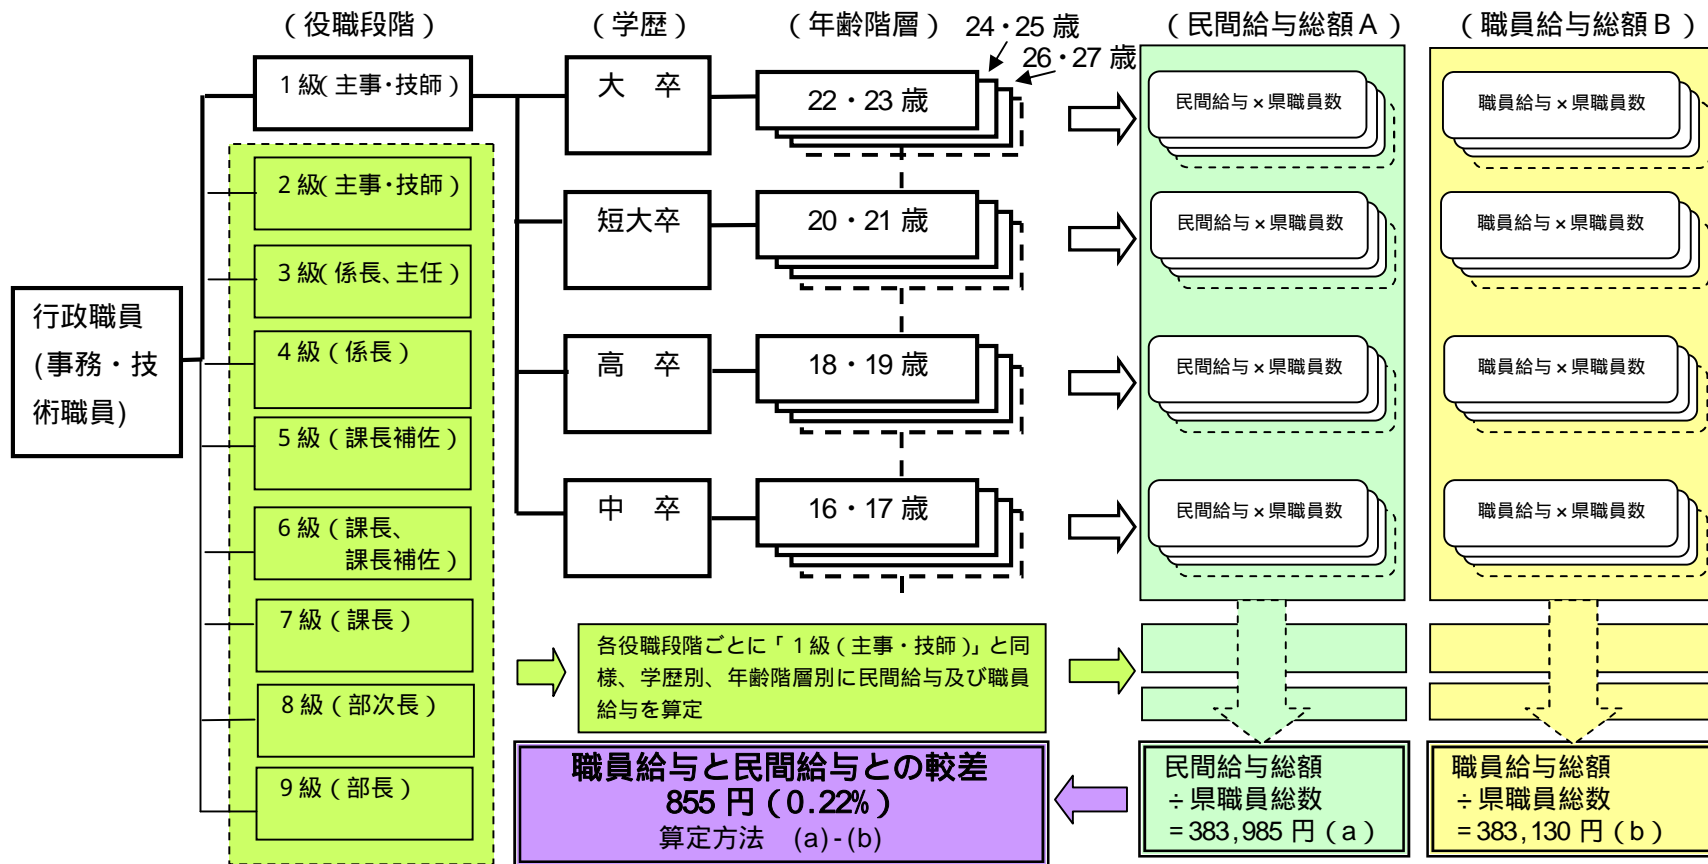 （役職段階）
（学歴）
（年齢階層）
24・25 歳
26・27 歳
（民間給与総額 A ）
（職員給与総額 B ）
行政職員
(事務・技
術職員)
1 級（主事・技師）
2 級（主事・技師）
3 級（係長、主任）
4 級（係長）
5 級（課長補佐）
6 級（課長、
課長補佐）
7 級（課長）
8 級（部次長）
9 級（部長）
大　卒
22・23 歳
民間給与×県職員数
職員給与×県職員数
短大卒
20・21 歳
民間給与×県職員数
職員給与×県職員数
高　卒
18・19 歳
民間給与×県職員数
職員給与×県職員数
中　卒
16・17 歳
民間給与×県職員数
職員給与×県職員数
各役職段階ごとに「1級（主事・技師）」と同
様、学歴別、年齢階層別に民間給与及び職員
給与を算定
職員給与と民間給与との較差
855 円（0.22%）
算定方法　(a)-(b)
民間給与総額
÷県職員総数
=383,985 円（a）
職員給与総額
÷県職員総数
=383,130 円（b）